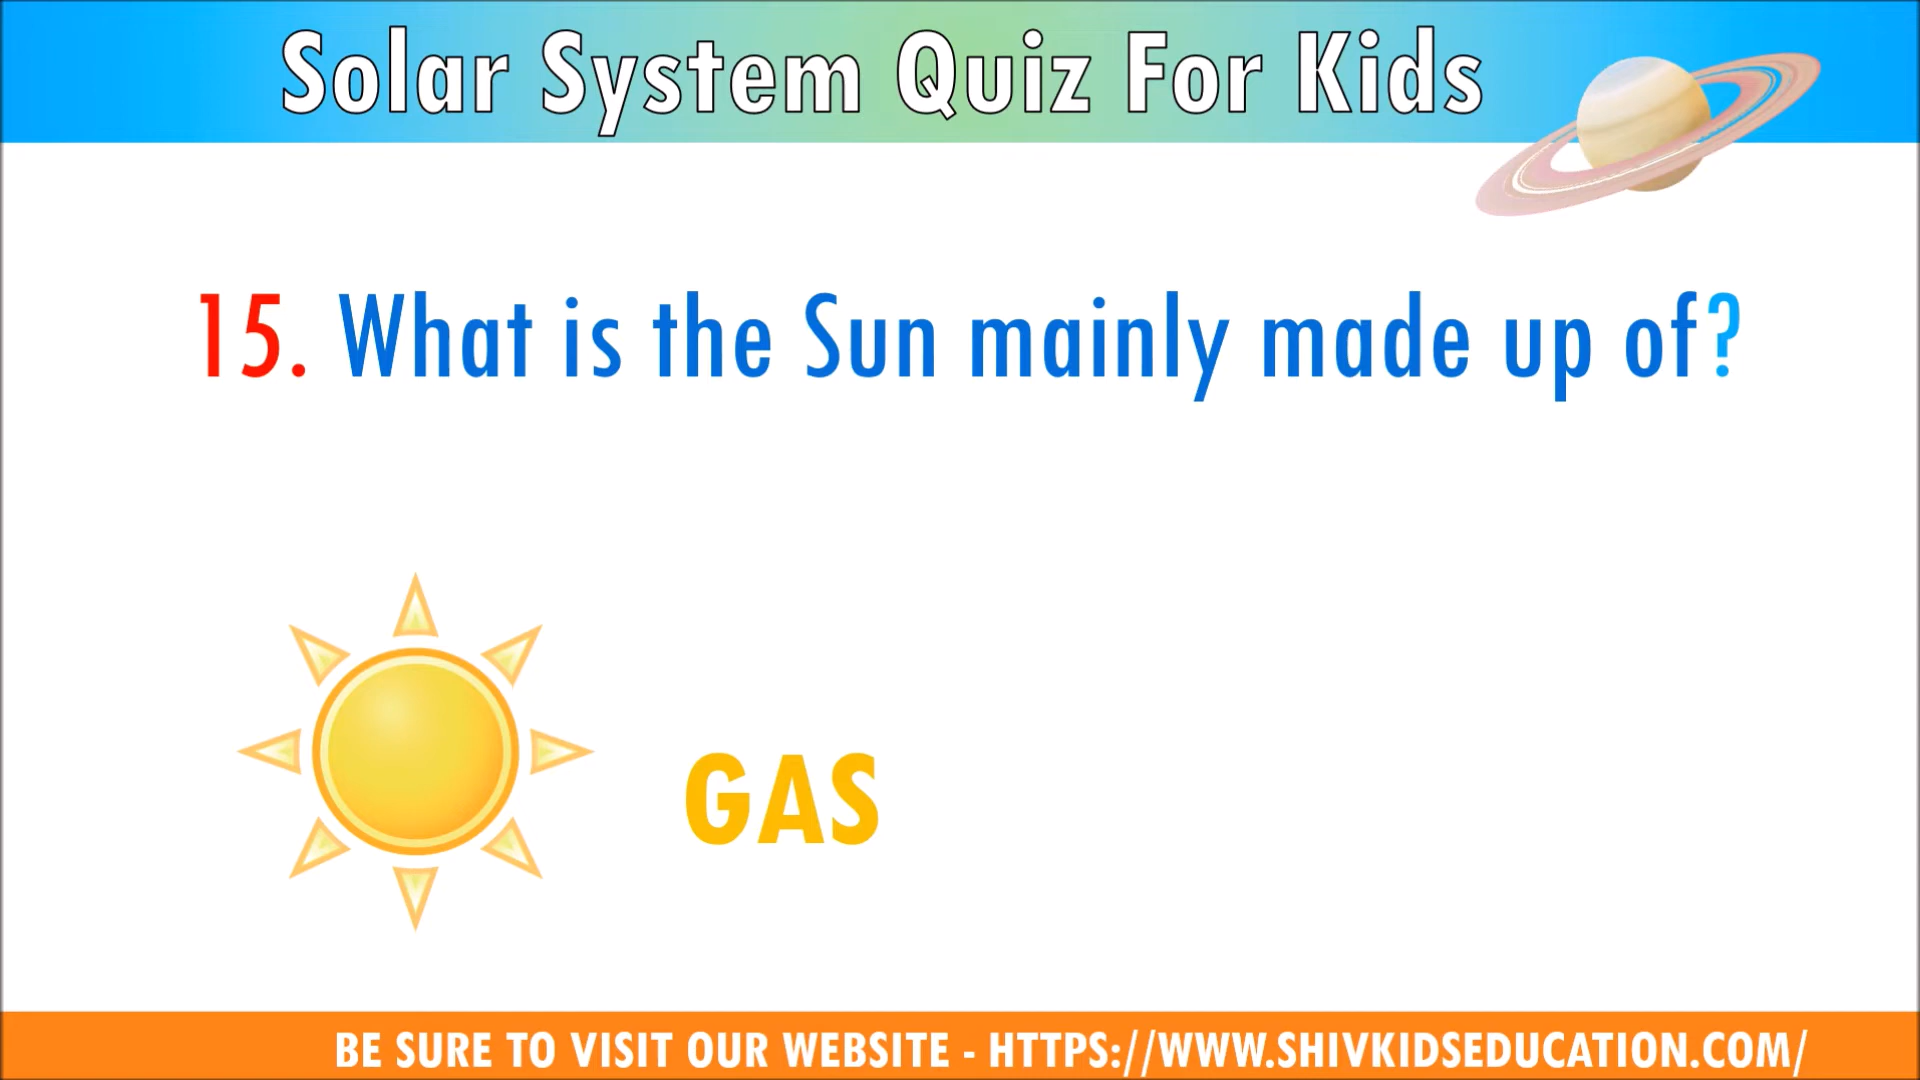 Solar System Quiz For Kids
15. What is the Sun mainly made up of?
GAS
BE SURE TO VISIT OUR WEBSITE - HTTPS://WWW.SHIVKIDSEDUCATION.COM/